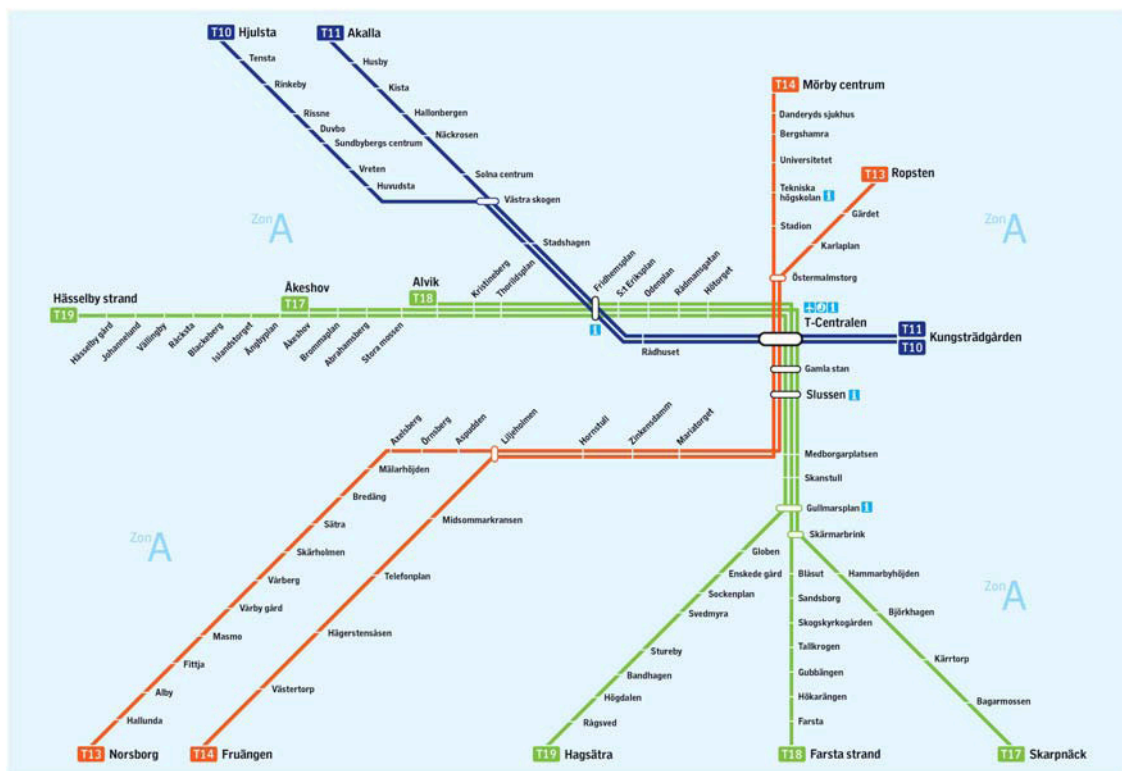 T10 Hjulsta
T11 Akalla
Tensta
Rinkeby
Rissne
Duvbo
Sundbybergs centrum
Vreten
Huvudsta
Husby
Kista
Hallonbergen
Näckrosen
Solna centrum
Västra skogen
Stadshagen
T14 Mörby centrum
Danderyds sjukhus
Bergshamra
Universitetet
Tekniska
högskolan i
Stadion
T13 Ropsten
Gärdet
Karlaplan
Östermalmstorg
Zon A
Zon A
Hässelby strand
T19
Åkeshov
T17
Alvik
T18
Kristineberg
Thorildsplan
Fridhemsplan
S:t Eriksplan
Odenplan
Rådmansgatan
Hötorget
Hässelby gård
Johannelund
Vällingby
Råcksta
Blackeberg
Islandstorget
Ängbyplan
Åkeshov
Brommaplan
Abrahamsberg
Stora mossen
i
Rådhuset
i
T-Centralen
T11
T10
Kungsträdgården
Gamla stan
Slussen i
Axelsberg
Örnsberg
Aspudden
Liljeholmen
Hornstull
Zinkensdamm
Mariatorget
Mälarhöjden
Bredäng
Sätra
Skärholmen
Vårberg
Vårby gård
Masmo
Fittja
Alby
Hallunda
T13 Norsborg
Midsommarkransen
Telefonplan
Hägerstensåsen
Västertorp
T14 Fruängen
Zon A
Medborgarplatsen
Skanstull
Gullmarsplan i
Skärmarbrink
Globen
Enskede gård
Sockenplan
Svedmyra
Stureby
Bandhagen
Högdalen
Rågsved
T19 Hagsätra
Blåsut
Sandsborg
Skogskyrkogården
Tallkrogen
Gubbängen
Hökarängen
Farsta
T18 Farsta strand
Hammarbyhöjden
Björkhagen
Kärrtorp
Bagarmossen
T17 Skarpnäck
Zon A